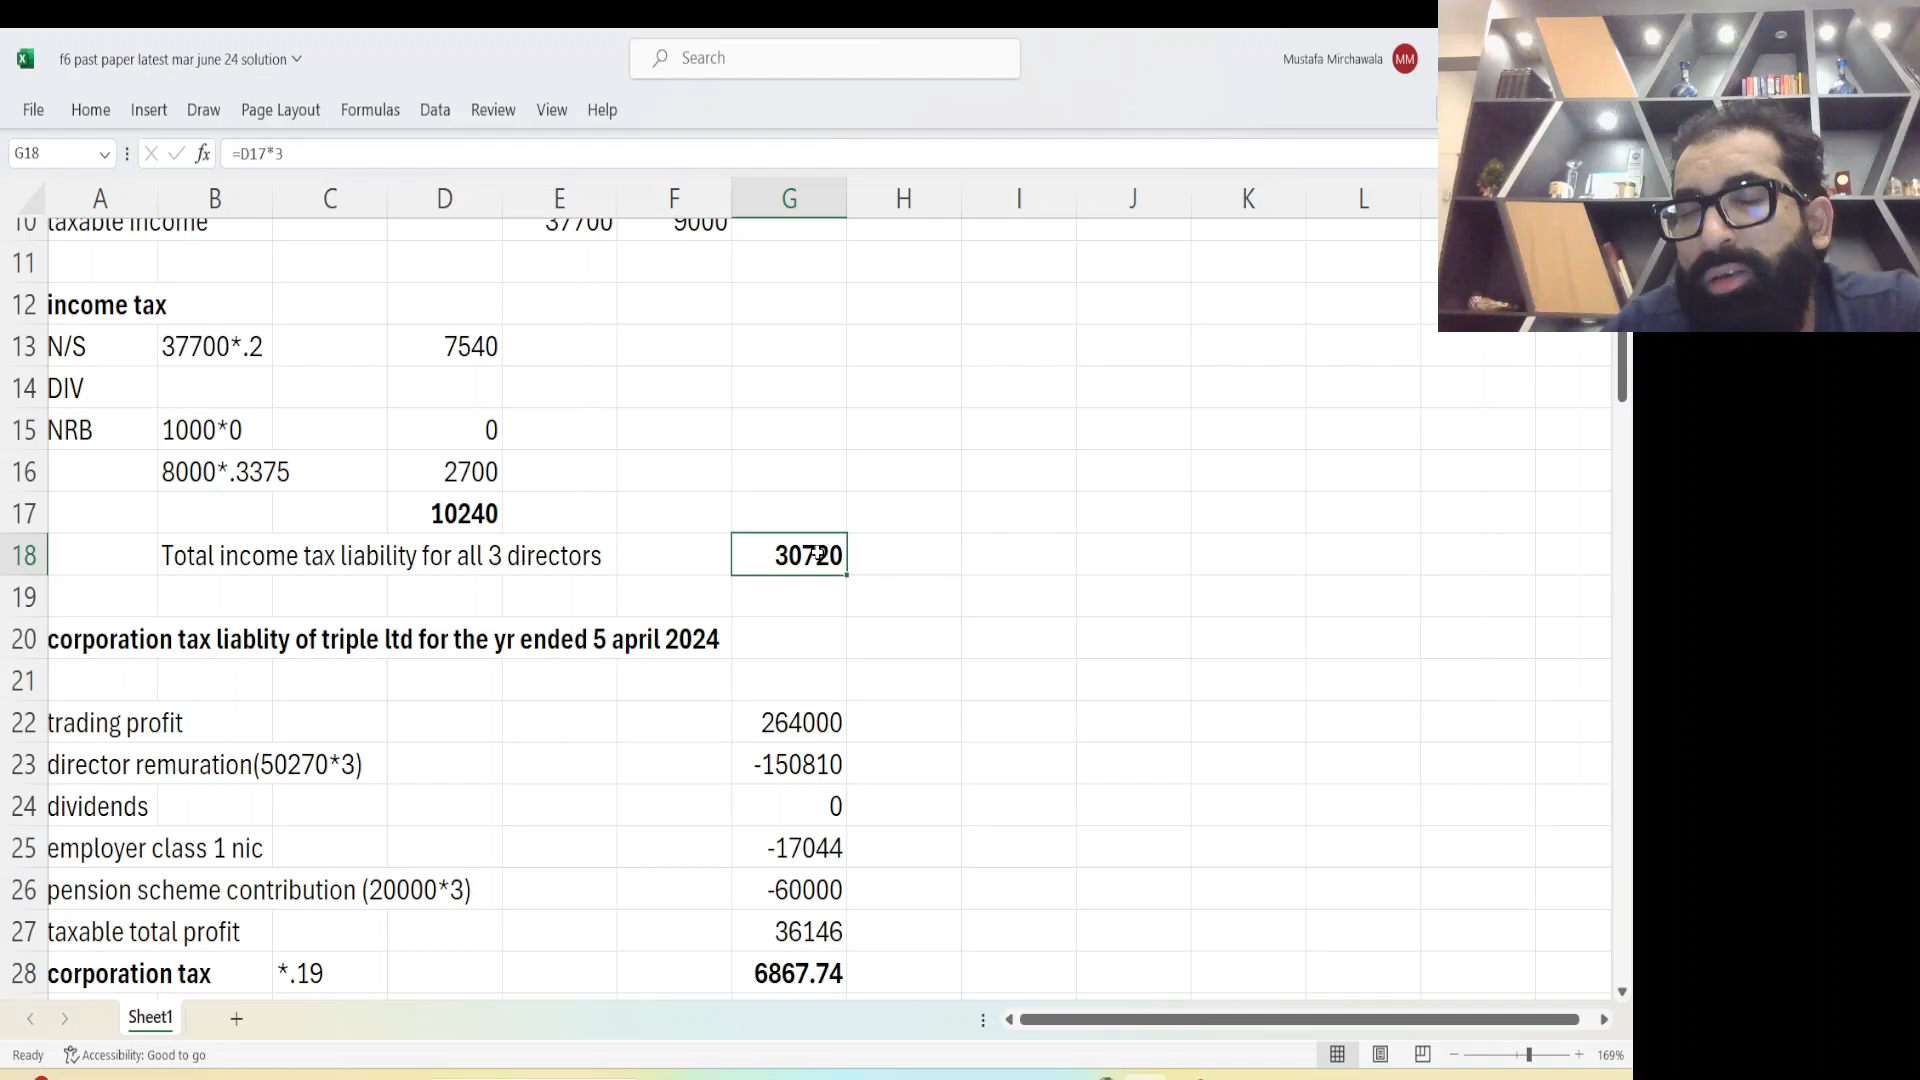 f6 past paper latest mar june 24 solution
Search
Mustafa Mirchawala MM
File Home Insert Draw Page Layout Formulas Data Review View Help
G18 fx =D17*3
A B C D E F G H I J K L
10 taxable income 37700 9000
11
12 income tax
13 N/S 37700*.2 7540
14 DIV
15 NRB 1000*0 0
16 8000*.3375 2700
17 10240
18 Total income tax liability for all 3 directors 30720
19
20 corporation tax liablity of triple ltd for the yr ended 5 april 2024
21
22 trading profit 264000
23 director remuration(50270*3) -150810
24 dividends 0
25 employer class 1 nic -17044
26 pension scheme contribution (20000*3) -60000
27 taxable total profit 36146
28 corporation tax *.19 6867.74
Sheet1
Ready Accessibility: Good to go 169%